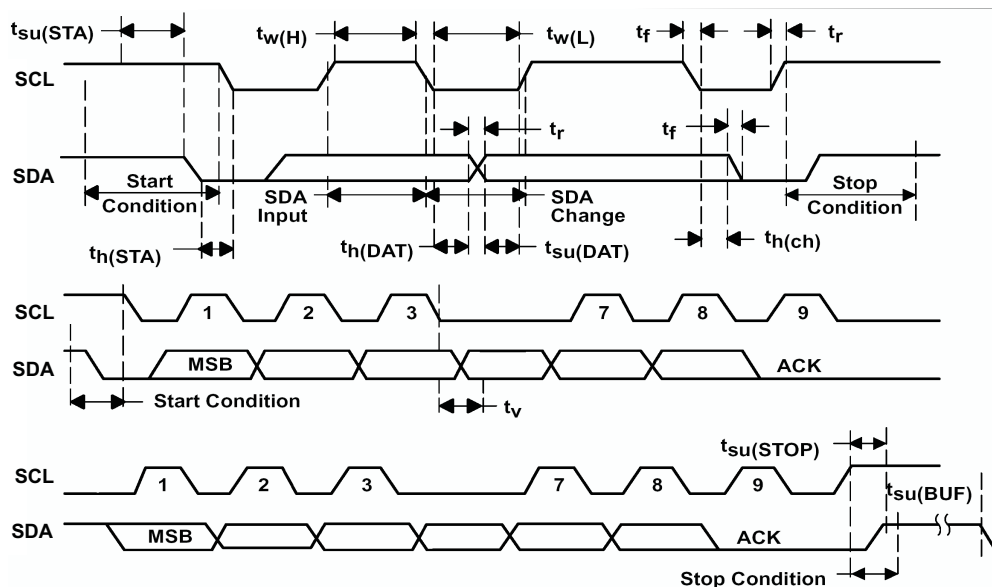 tsu(STA)
tw(H)
tw(L)
tf
tr
SCL
tr
tf
SDA
Start
Condition
SDA
Input
SDA
Change
Stop
Condition
th(STA)
th(DAT)
tsu(DAT)
th(ch)
SCL
1
2
3
7
8
9
SDA
MSB
ACK
Start Condition
tv
tsu(STOP)
SCL
1
2
3
7
8
9
tsu(BUF)
SDA
MSB
ACK
Stop Condition